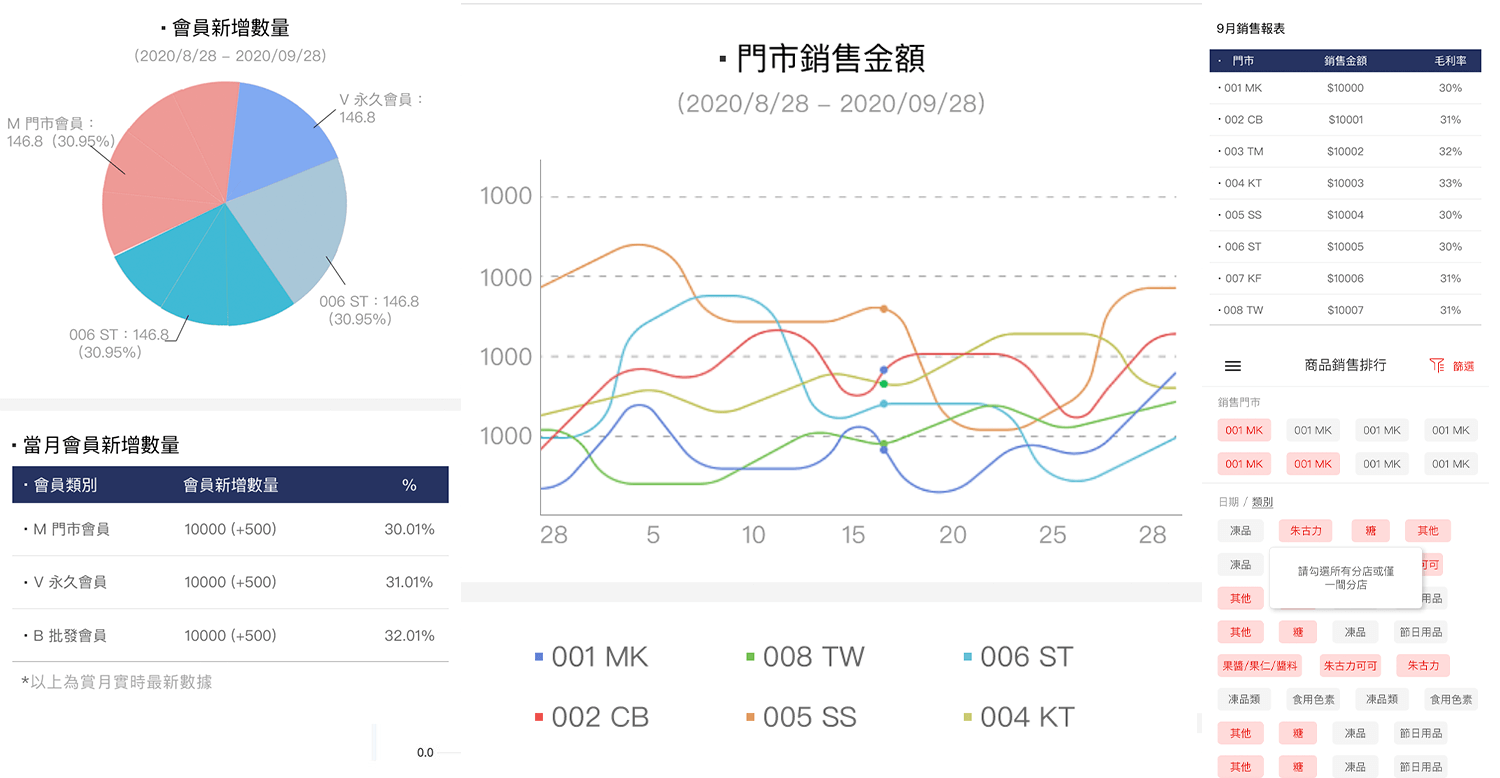 ▪ 會員新增數量
(2020/8/28 – 2020/09/28)
V 永久會員：
146.8
M 門市會員：
146.8 (30.95%)
006 ST：146.8
(30.95%)
006 ST：146.8
(30.95%)
▪ 當月會員新增數量
· 會員類別 會員新增數量 %
· M 門市會員 10000 (+500) 30.01%
· V 永久會員 10000 (+500) 31.01%
· B 批發會員 10000 (+500) 32.01%
*以上為賞月實時最新數據
0.0
▪ 門市銷售金額
(2020/8/28 – 2020/09/28)
1000
1000
1000
1000
28 5 10 15 20 25 28
001 MK 008 TW 006 ST
002 CB 005 SS 004 KT
9月銷售報表
· 門市 銷售金額 毛利率
· 001 MK $10000 30%
· 002 CB $10001 31%
· 003 TM $10002 32%
· 004 KT $10003 33%
· 005 SS $10004 30%
· 006 ST $10005 30%
· 007 KF $10006 31%
· 008 TW $10007 31%
商品銷售排行 篩選
銷售門市
001 MK 001 MK 001 MK 001 MK
001 MK 001 MK 001 MK 001 MK
日期 / 類別
凍品 朱古力 糖 其他
凍品 可可
請勾選所有分店或僅
一間分店
其他 用品
其他 糖 凍品 節日用品
果醬/果仁/醬料 朱古力可可 朱古力
凍品類 食用色素 凍品類 食用色素
其他 糖 凍品 節日用品
其他 糖 凍品 節日用品